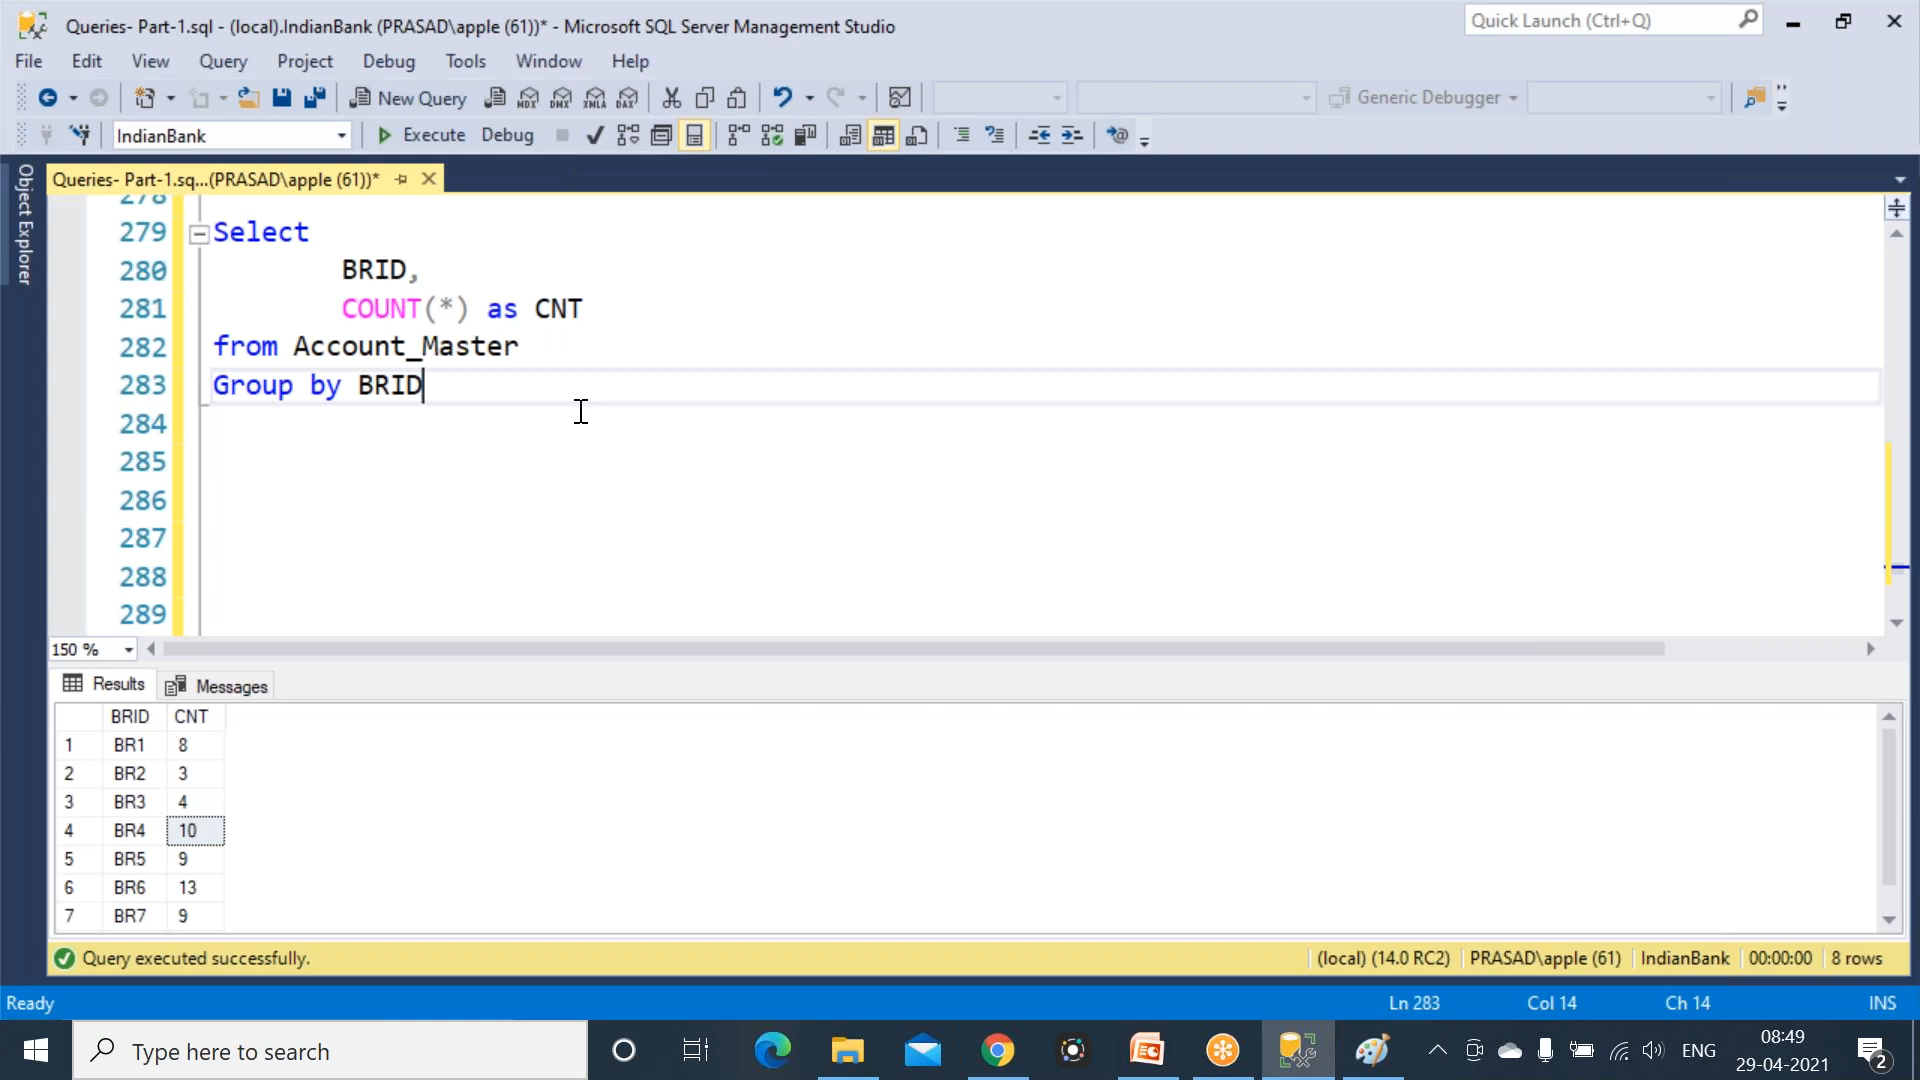 Queries- Part-1.sql - (local).IndianBank (PRASAD\apple (61))* - Microsoft SQL Server Management Studio
Quick Launch (Ctrl+Q)
File Edit View Query Project Debug Tools Window Help
New Query MDX DMX XMLA DAX Generic Debugger
IndianBank Execute Debug
Object Explorer
Queries- Part-1.sq...(PRASAD\apple (61))*
278
279 Select
280 BRID,
281 COUNT(*) as CNT
282 from Account_Master
283 Group by BRID
284
285
286
287
288
289
150 %
Results Messages
BRID CNT
1 BR1 8
2 BR2 3
3 BR3 4
4 BR4 10
5 BR5 9
6 BR6 13
7 BR7 9
Query executed successfully. (local) (14.0 RC2) PRASAD\apple (61) IndianBank 00:00:00 8 rows
Ready Ln 283 Col 14 Ch 14 INS
Type here to search ENG 08:49
29-04-2021 2